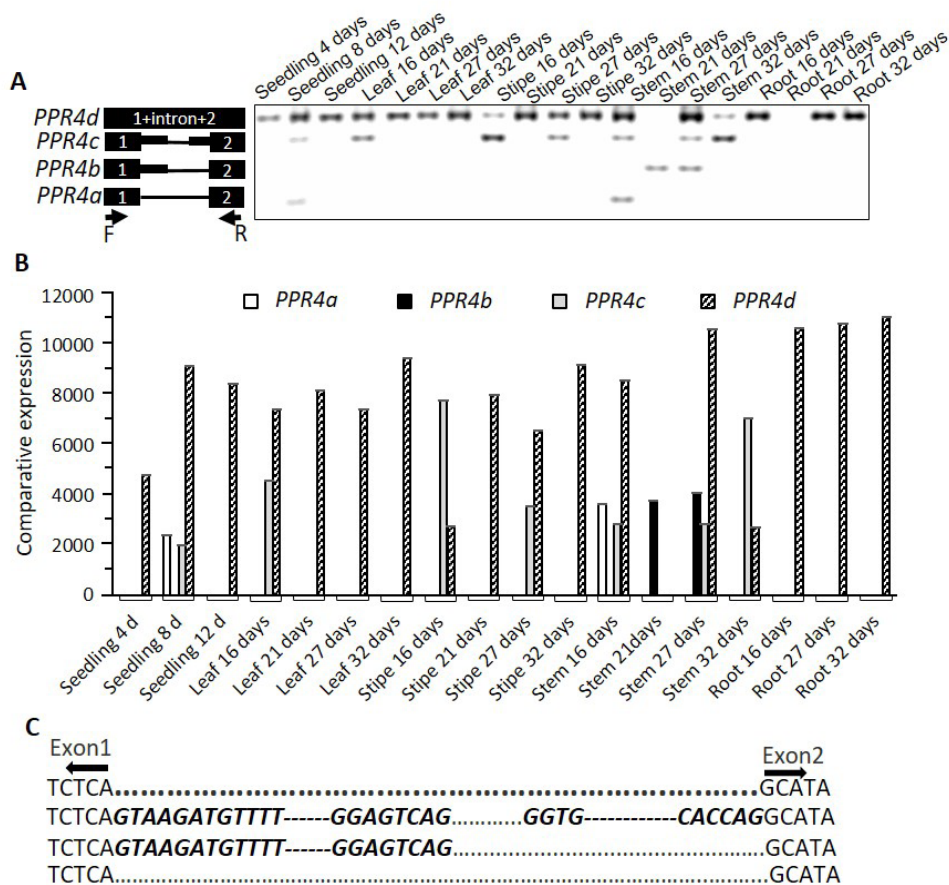 A
Seedling 4 days
Seedling 8 days
Seedling 12 days
Leaf 16 days
Leaf 21 days
Leaf 27 days
Leaf 32 days
Stipe 16 days
Stipe 21 days
Stipe 27 days
Stipe 32 days
Stem 16 days
Stem 21 days
Stem 27 days
Stem 32 days
Root 16 days
Root 21 days
Root 27 days
Root 32 days
PPR4d 1+intron+2
PPR4c 1 2
PPR4b 1 2
PPR4a 1 2
F R
B
PPR4a PPR4b PPR4c PPR4d
Comparative expression
12000
10000
8000
6000
4000
2000
0
Seedling 4 d
Seedling 8 d
Seedling 12 d
Leaf 16 days
Leaf 21 days
Leaf 27 days
Leaf 32 days
Stipe 16 days
Stipe 21 days
Stipe 27 days
Stipe 32 days
Stem 16 days
Stem 21days
Stem 27 days
Stem 32 days
Root 16 days
Root 27 days
Root 32 days
C
Exon1 Exon2
TCTCA................................................................GCATA
TCTCAGTAAGATGTTTT------GGAGTCAG............GGTG------------CACCAGGCATA
TCTCAGTAAGATGTTTT------GGAGTCAG......................................GCATA
TCTCA................................................................GCATA